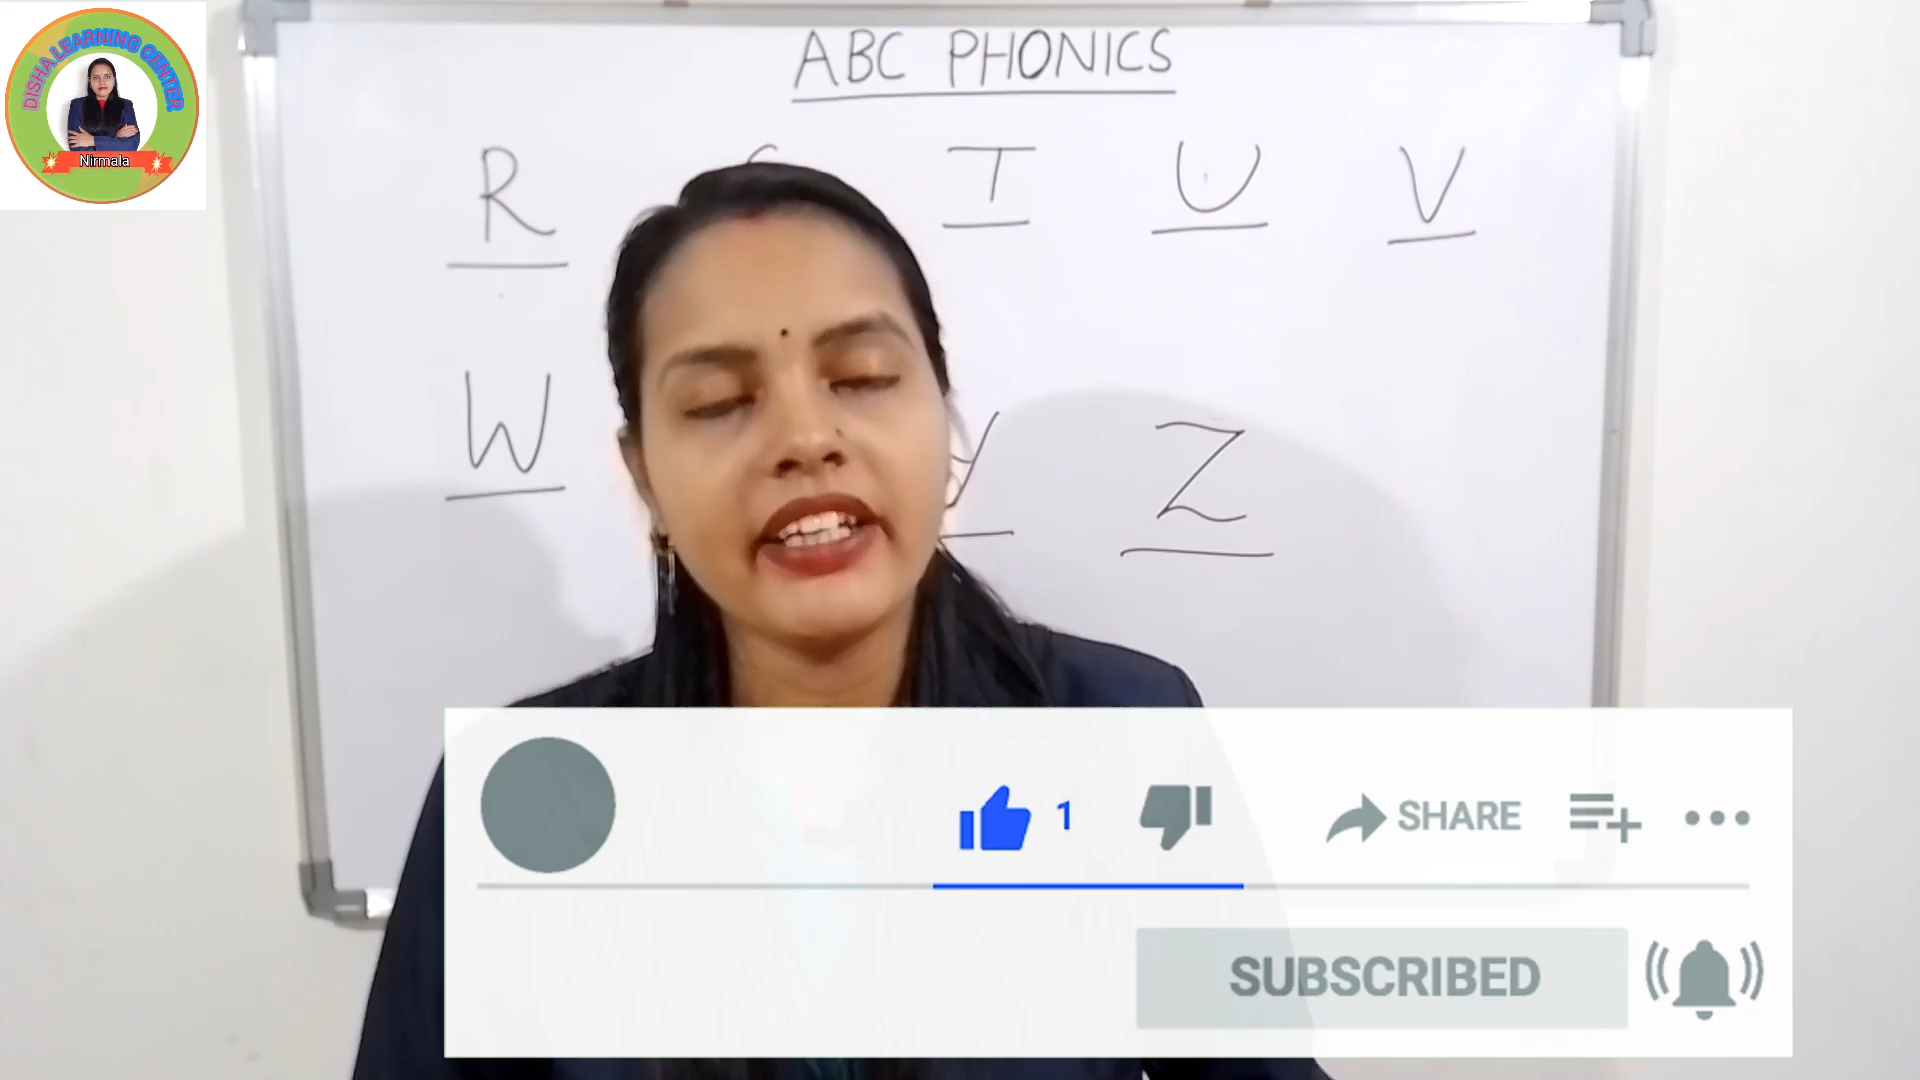 DISHA LEARNING CENTER
Nirmala
ABC PHONICS
R T U V
W Y Z
1 SHARE
SUBSCRIBED